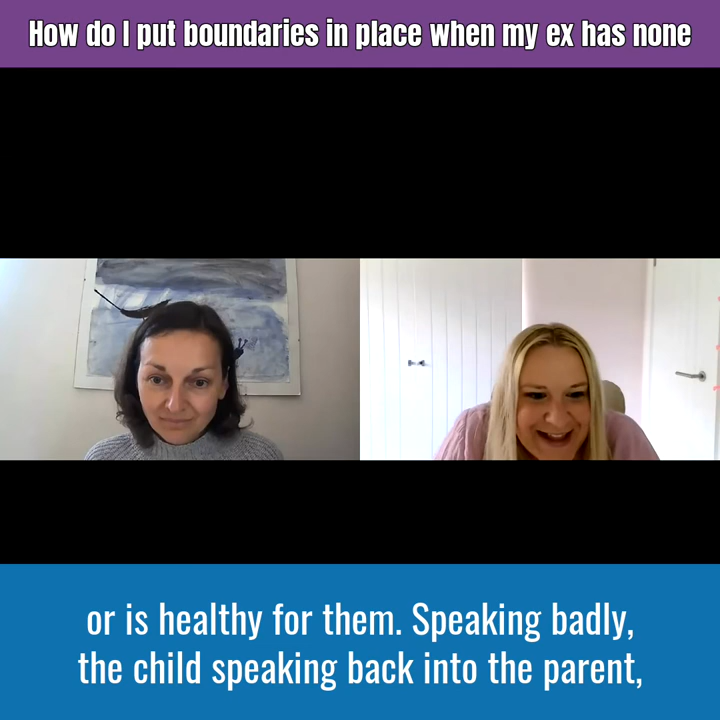 How do I put boundaries in place when my ex has none
or is healthy for them. Speaking badly,
the child speaking back into the parent,